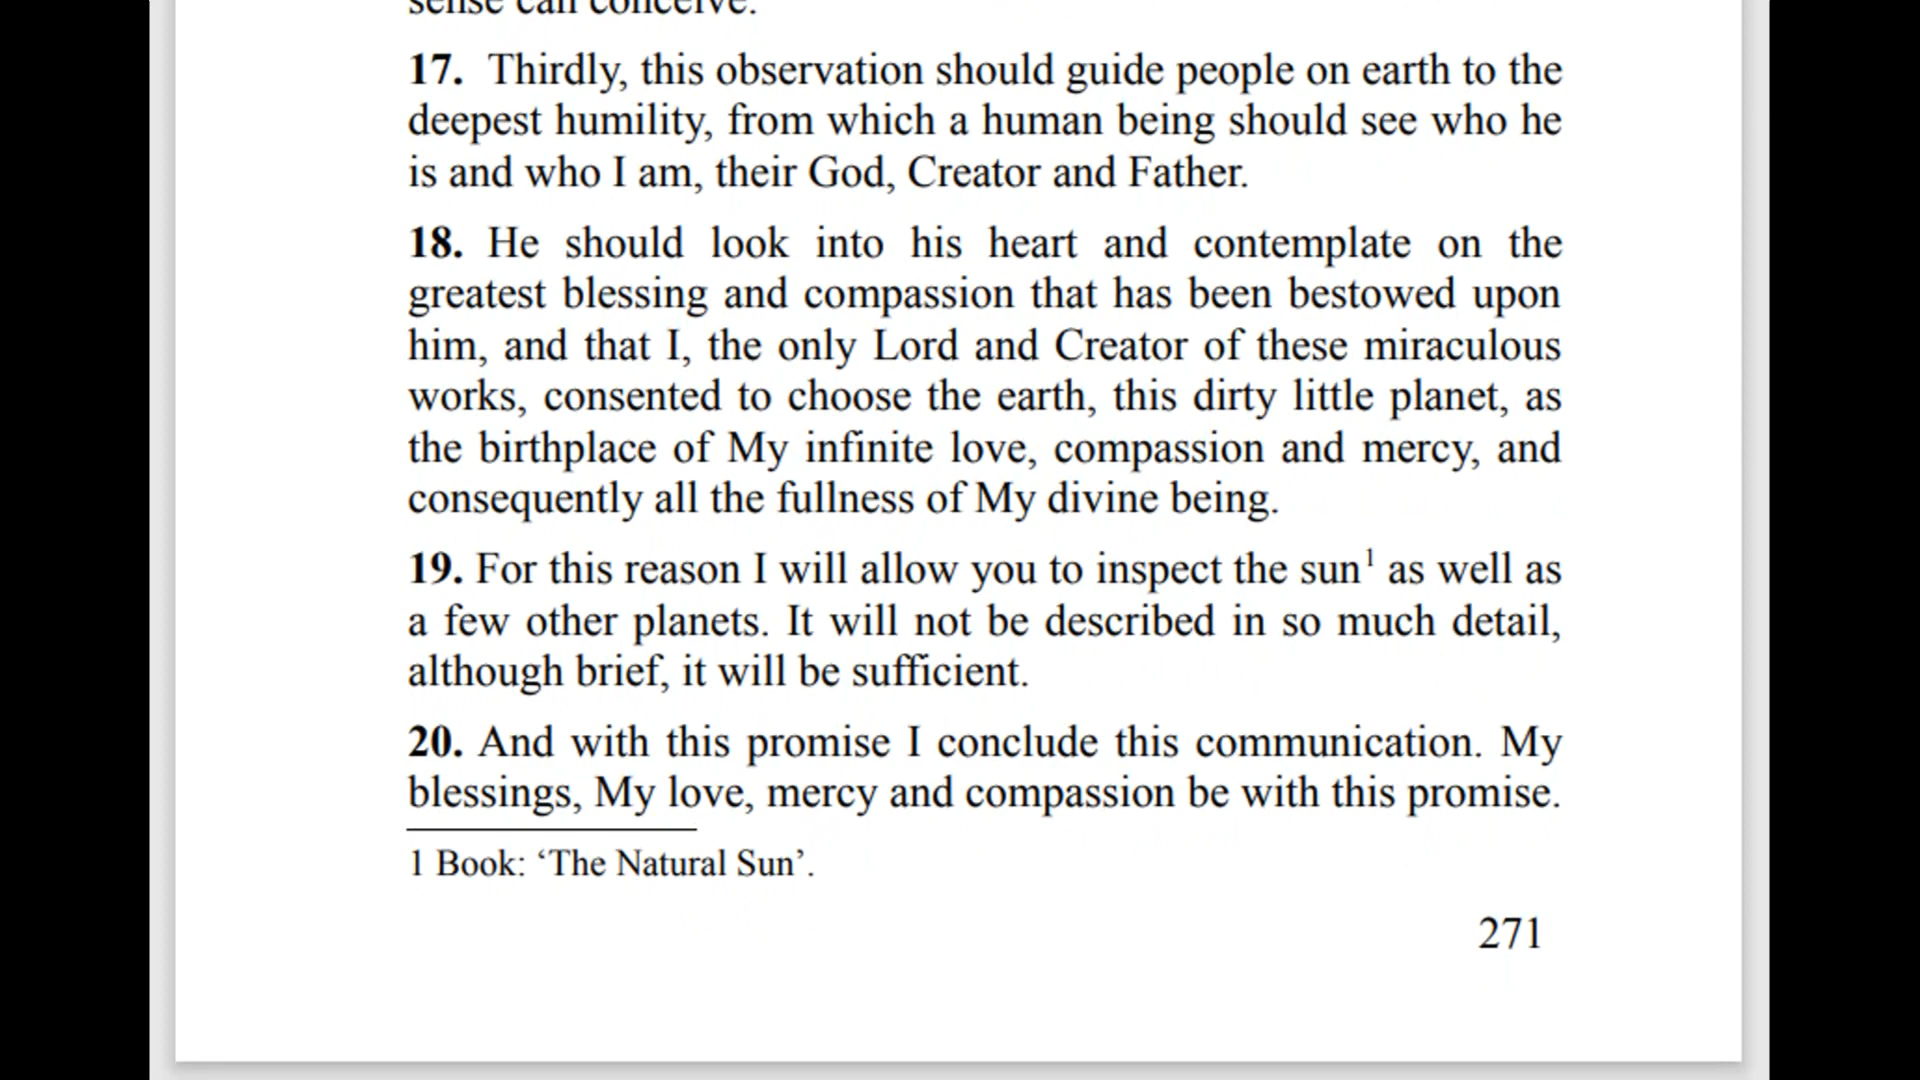 sense can conceive.
17. Thirdly, this observation should guide people on earth to the
deepest humility, from which a human being should see who he
is and who I am, their God, Creator and Father.
18. He should look into his heart and contemplate on the
greatest blessing and compassion that has been bestowed upon
him, and that I, the only Lord and Creator of these miraculous
works, consented to choose the earth, this dirty little planet, as
the birthplace of My infinite love, compassion and mercy, and
consequently all the fullness of My divine being.
19. For this reason I will allow you to inspect the sun¹ as well as
a few other planets. It will not be described in so much detail,
although brief, it will be sufficient.
20. And with this promise I conclude this communication. My
blessings, My love, mercy and compassion be with this promise.
1 Book: ‘The Natural Sun’.
271